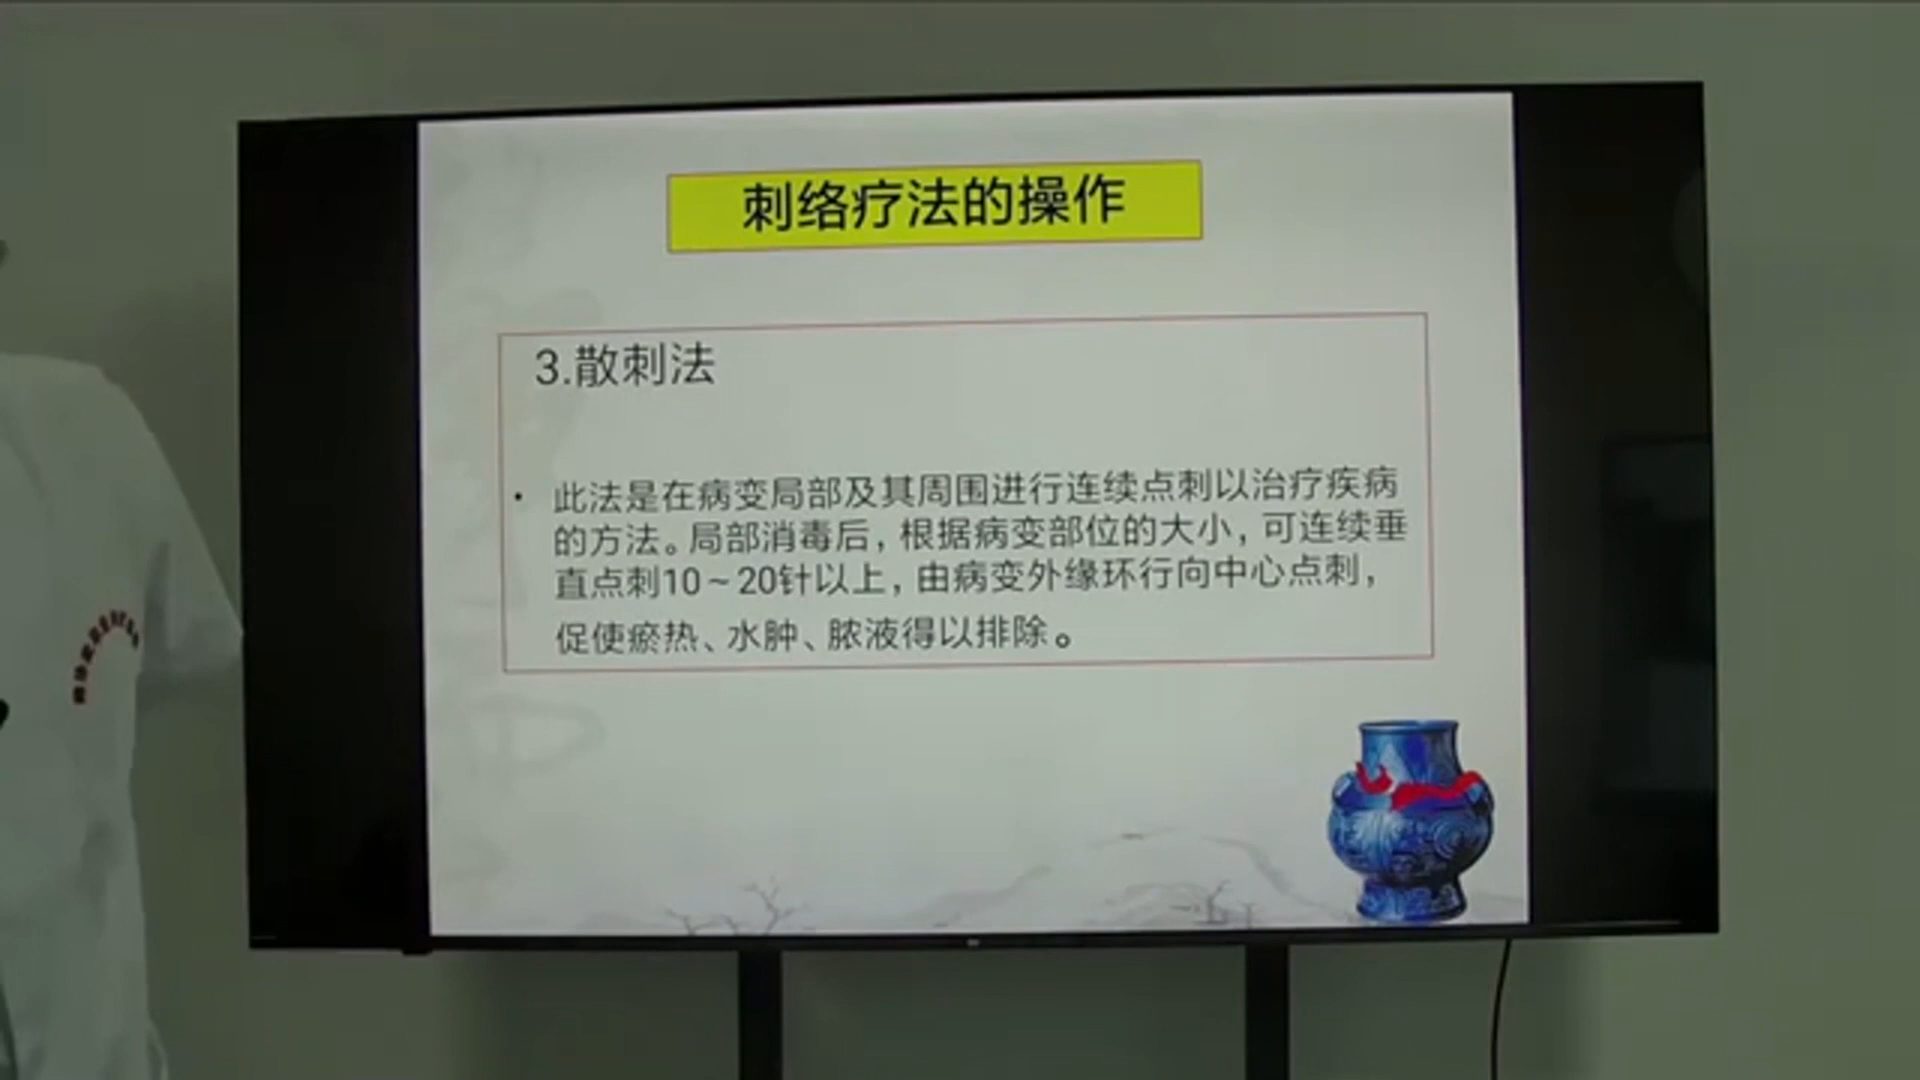 刺络疗法的操作
3.散刺法
• 此法是在病变局部及其周围进行连续点刺以治疗疾病
的方法。局部消毒后，根据病变部位的大小，可连续垂
直点刺10～20针以上，由病变外缘环行向中心点刺，
促使瘀热、水肿、脓液得以排除。